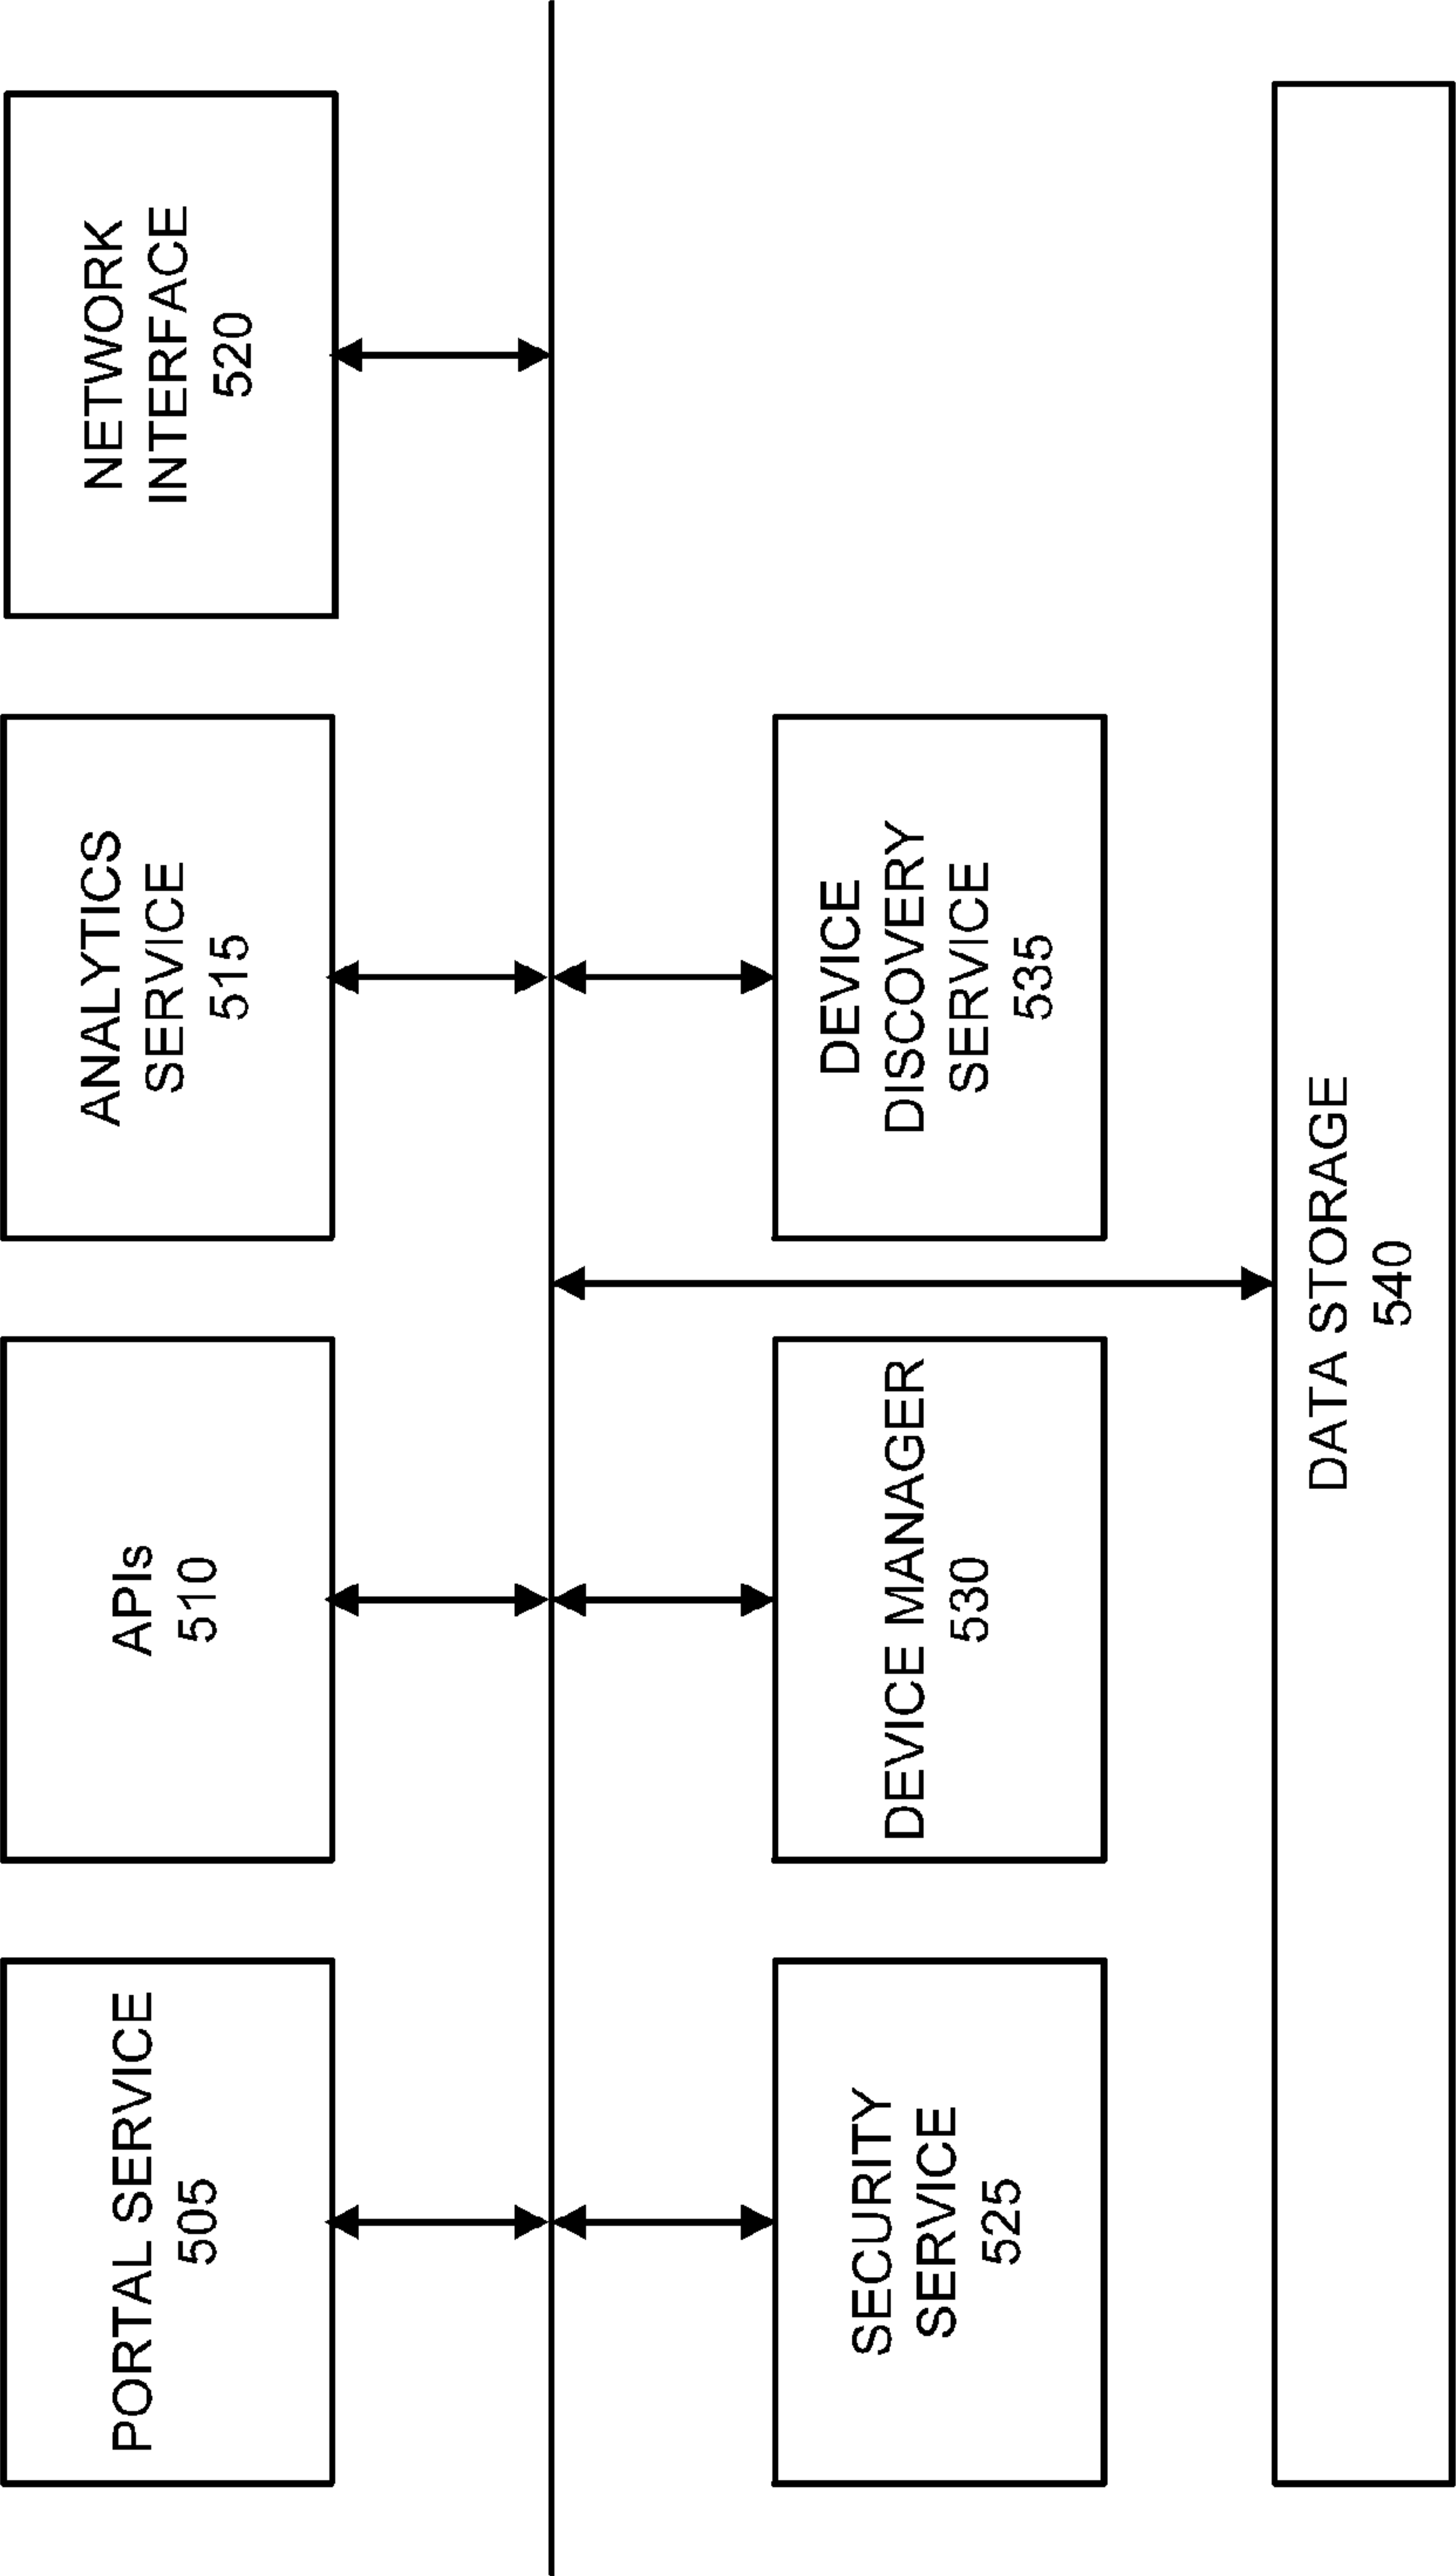 PORTAL SERVICE
505
APIs
510
ANALYTICS
SERVICE
515
NETWORK
INTERFACE
520
SECURITY
SERVICE
525
DEVICE MANAGER
530
DEVICE
DISCOVERY
SERVICE
535
DATA STORAGE
540